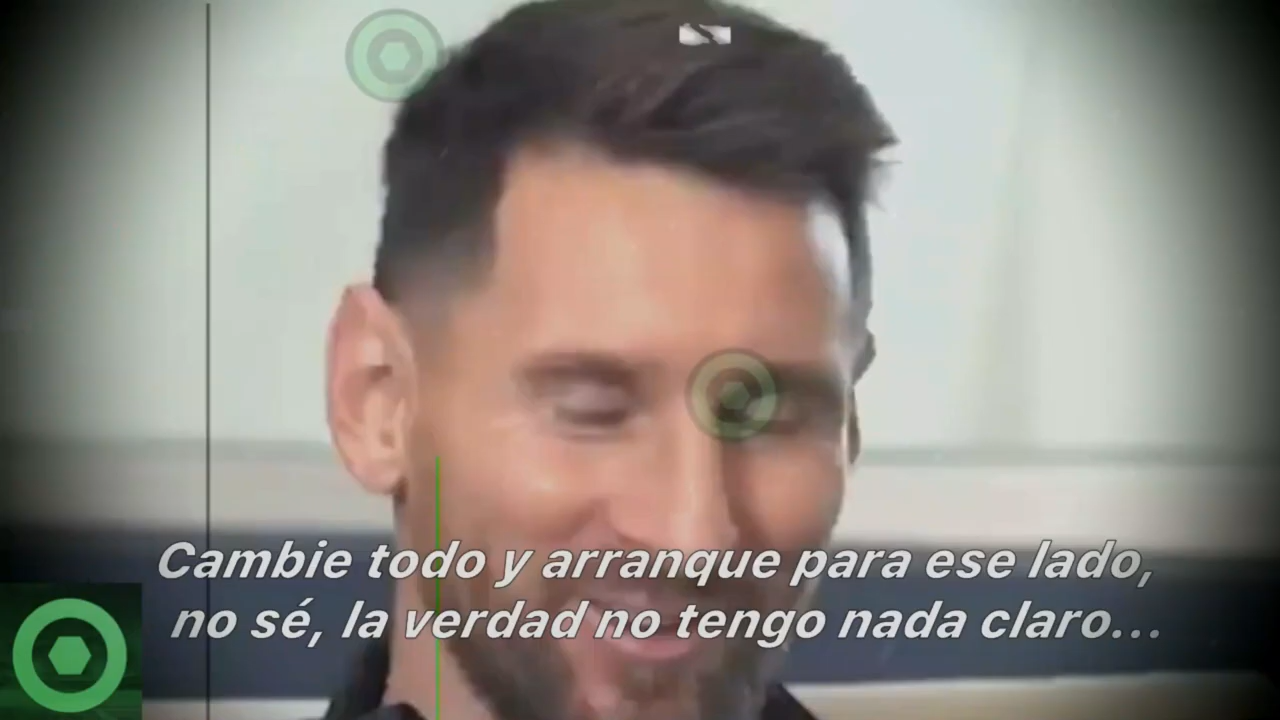 Cambie todo y arranque para ese lado,
no sé, la verdad no tengo nada claro...